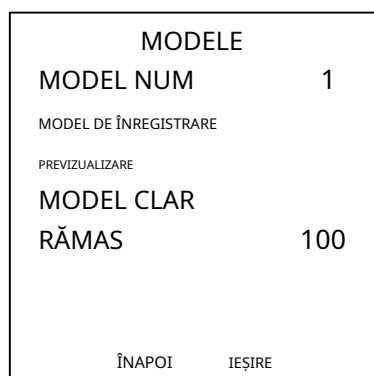 MODELE
MODEL NUM 1
MODEL DE ÎNREGISTRARE
PREVIZUALIZARE
MODEL CLAR
RĂMAS 100
ÎNAPOI IEȘIRE